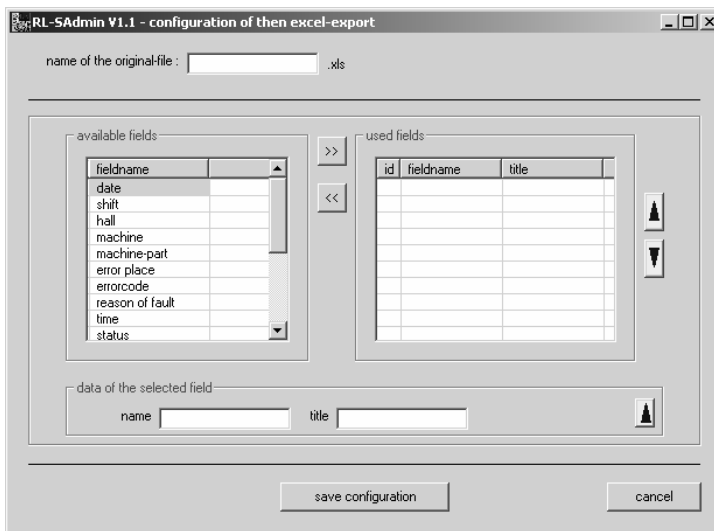 RL-SAdmin V1.1 - configuration of then excel-export
name of the original-file : .xls
available fields
fieldname
date
shift
hall
machine
machine-part
error place
errorcode
reason of fault
time
status
>>
<<
used fields
id fieldname title
data of the selected field
name title
save configuration cancel